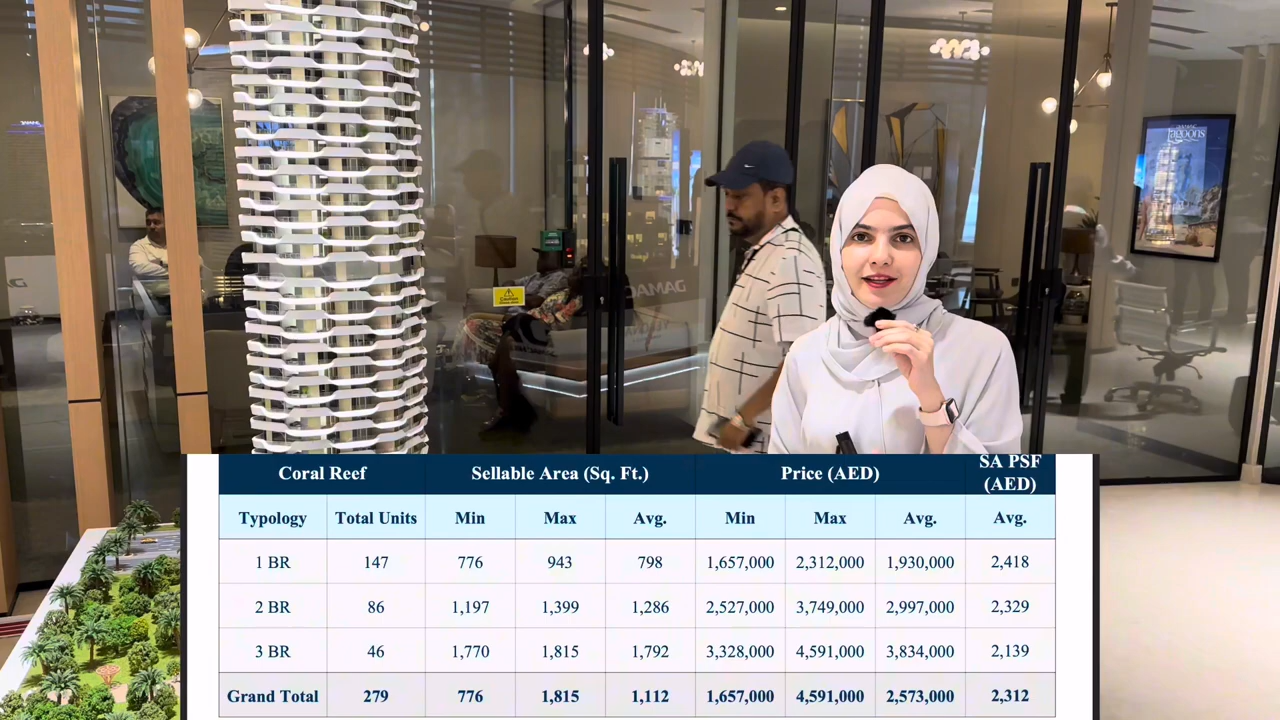 DAMAC
lagoons
Caution
DAMAC
Coral Reef Sellable Area (Sq. Ft.) Price (AED) SA PSF (AED)
Typology Total Units Min Max Avg. Min Max Avg. Avg.
1 BR 147 776 943 798 1,657,000 2,312,000 1,930,000 2,418
2 BR 86 1,197 1,399 1,286 2,527,000 3,749,000 2,997,000 2,329
3 BR 46 1,770 1,815 1,792 3,328,000 4,591,000 3,834,000 2,139
Grand Total 279 776 1,815 1,112 1,657,000 4,591,000 2,573,000 2,312